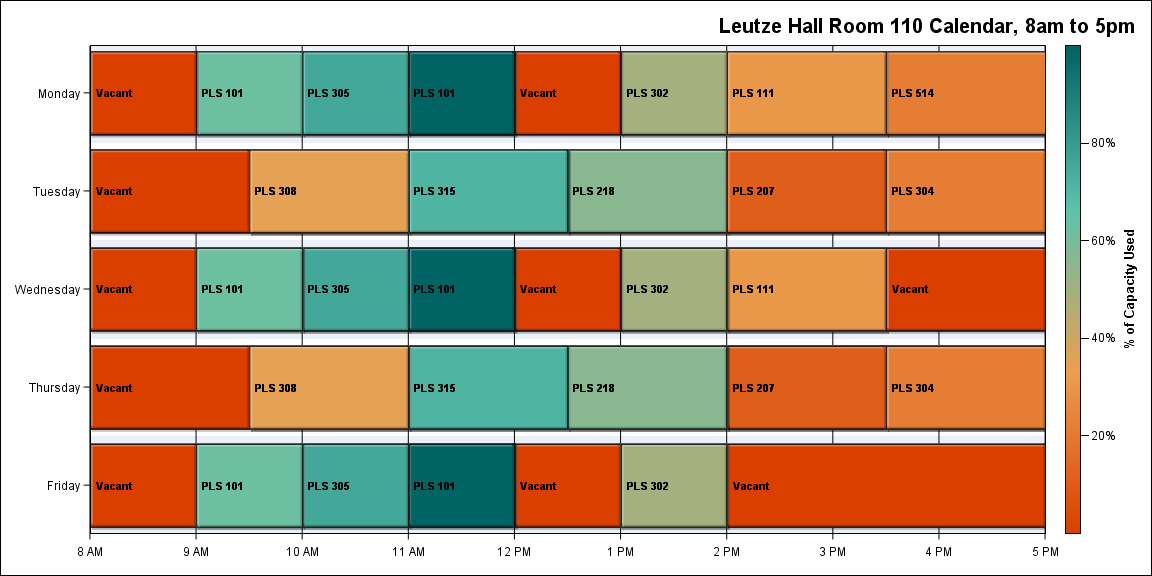 Leutze Hall Room 110 Calendar, 8am to 5pm
Monday
Vacant
PLS 101
PLS 305
PLS 101
Vacant
PLS 302
PLS 111
PLS 514
Tuesday
Vacant
PLS 308
PLS 315
PLS 218
PLS 207
PLS 304
Wednesday
Vacant
PLS 101
PLS 305
PLS 101
Vacant
PLS 302
PLS 111
Vacant
Thursday
Vacant
PLS 308
PLS 315
PLS 218
PLS 207
PLS 304
Friday
Vacant
PLS 101
PLS 305
PLS 101
Vacant
PLS 302
Vacant
8 AM
9 AM
10 AM
11 AM
12 PM
1 PM
2 PM
3 PM
4 PM
5 PM
80%
60%
40%
20%
% of Capacity Used